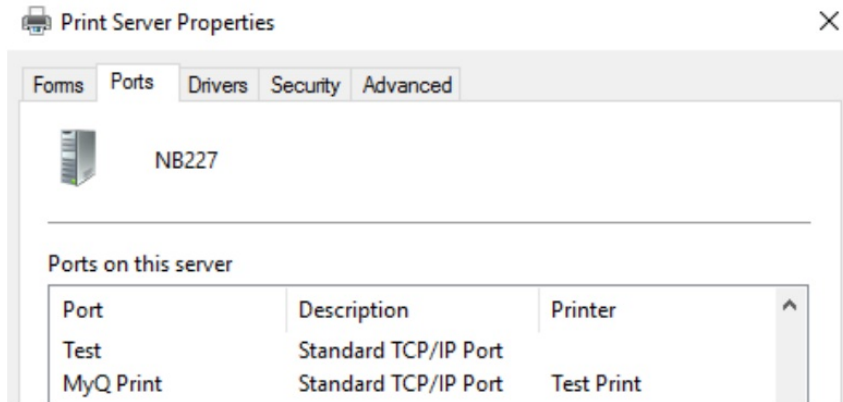 Print Server Properties
Forms Ports Drivers Security Advanced
NB227
Ports on this server
Port Description Printer
Test Standard TCP/IP Port
MyQ Print Standard TCP/IP Port Test Print